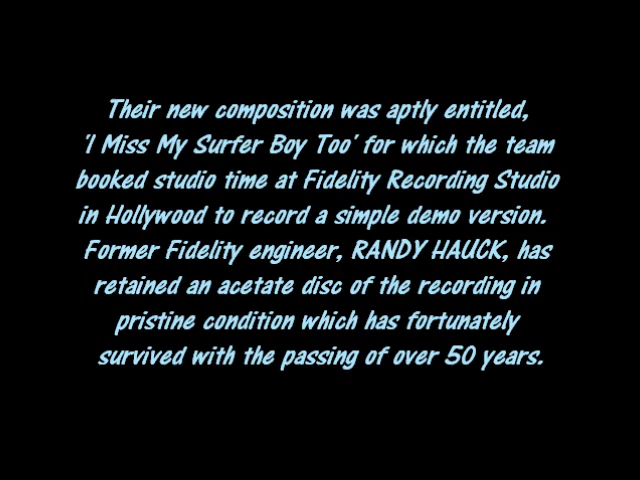 Their new composition was aptly entitled,
'I Miss My Surfer Boy Too' for which the team
booked studio time at Fidelity Recording Studio
in Hollywood to record a simple demo version.
Former Fidelity engineer, RANDY HAUCK, has
retained an acetate disc of the recording in
pristine condition which has fortunately
survived with the passing of over 50 years.